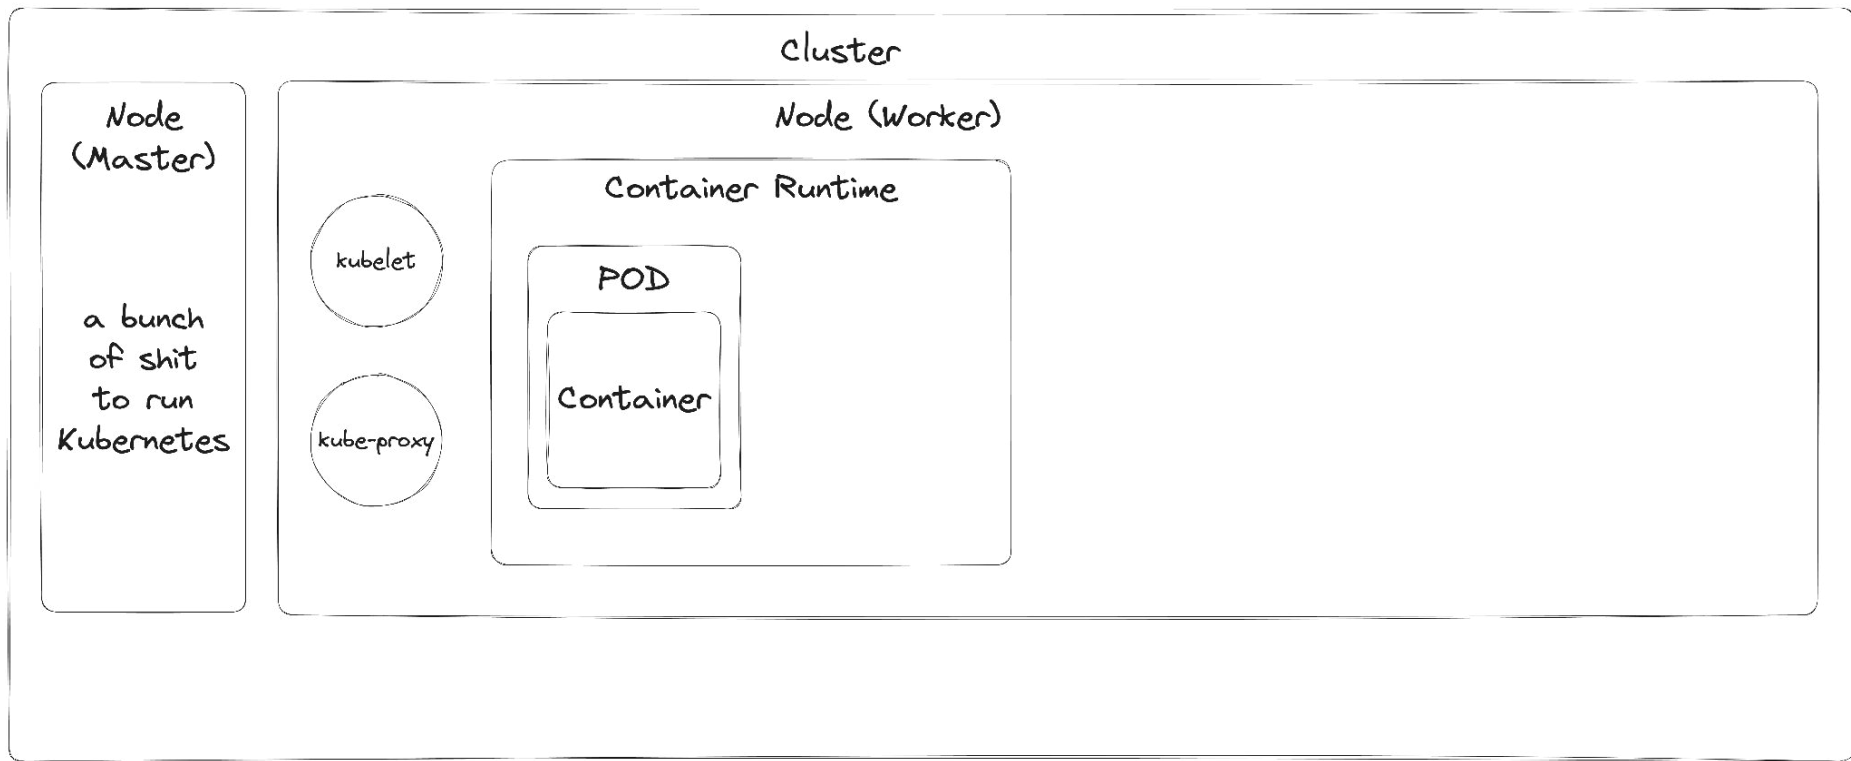 Cluster
Node
(Master)
a bunch
of shit
to run
Kubernetes
Node (Worker)
kubelet
kube-proxy
Container Runtime
POD
Container